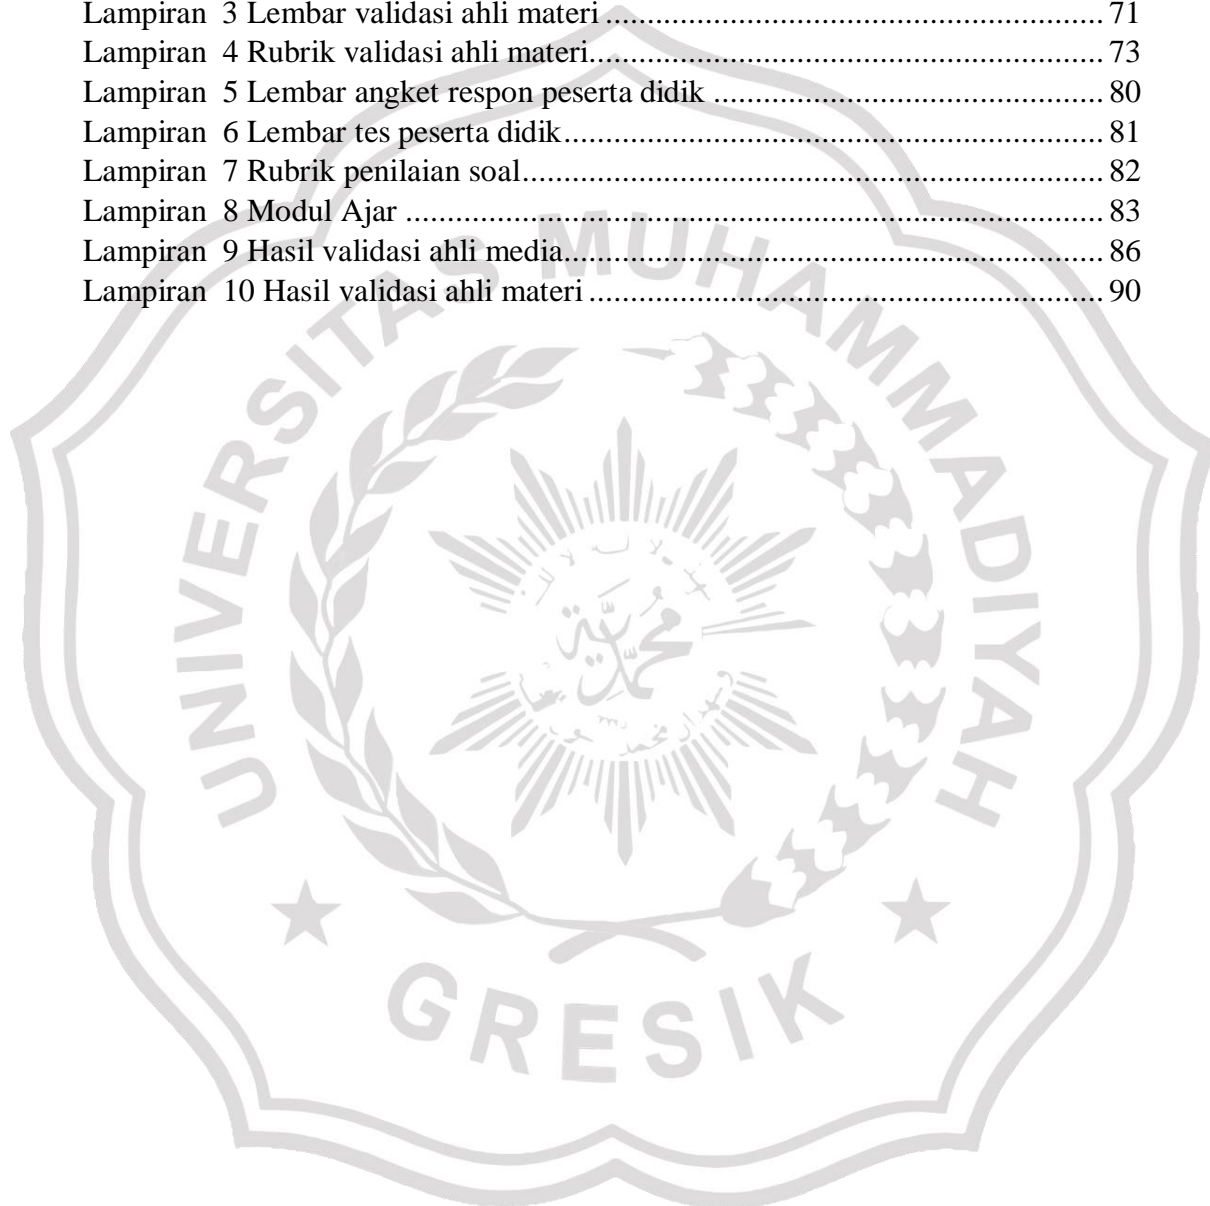 Lampiran  3 Lembar validasi ahli materi ............................................................ 71
Lampiran  4 Rubrik validasi ahli materi.............................................................. 73
Lampiran  5 Lembar angket respon peserta didik ............................................... 80
Lampiran  6 Lembar tes peserta didik................................................................. 81
Lampiran  7 Rubrik penilaian soal...................................................................... 82
Lampiran  8 Modul Ajar .................................................................................... 83
Lampiran  9 Hasil validasi ahli media................................................................. 86
Lampiran  10 Hasil validasi ahli materi .............................................................. 90
UNIVERSITAS MUHAMMADIYAH
محمدية
GRESIK